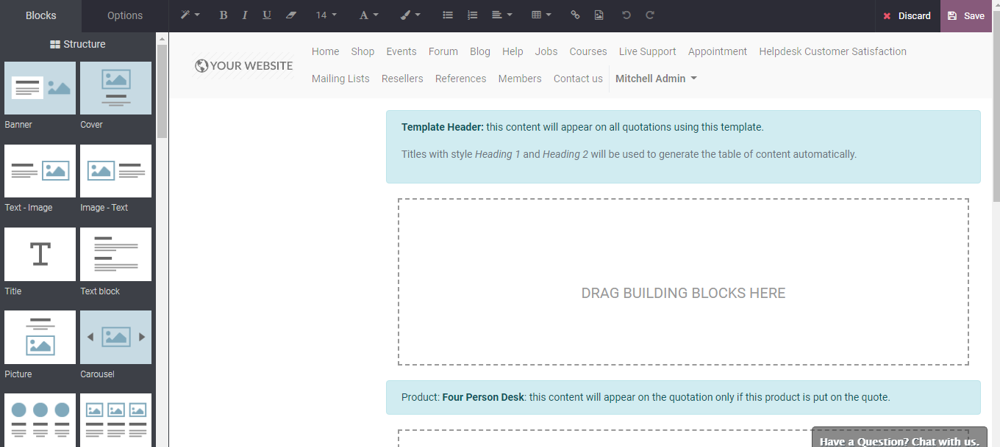 Blocks
Options
B I U
14
A
Discard
Save
Structure
Banner
Cover
Text - Image
Image - Text
T
Title
Text block
Picture
Carousel
YOUR WEBSITE
Home Shop Events Forum Blog Help Jobs Courses Live Support Appointment Helpdesk Customer Satisfaction
Mailing Lists Resellers References Members Contact us Mitchell Admin
Template Header: this content will appear on all quotations using this template.
Titles with style Heading 1 and Heading 2 will be used to generate the table of content automatically.
DRAG BUILDING BLOCKS HERE
Product: Four Person Desk: this content will appear on the quotation only if this product is put on the quote.
Have a Question? Chat with us.